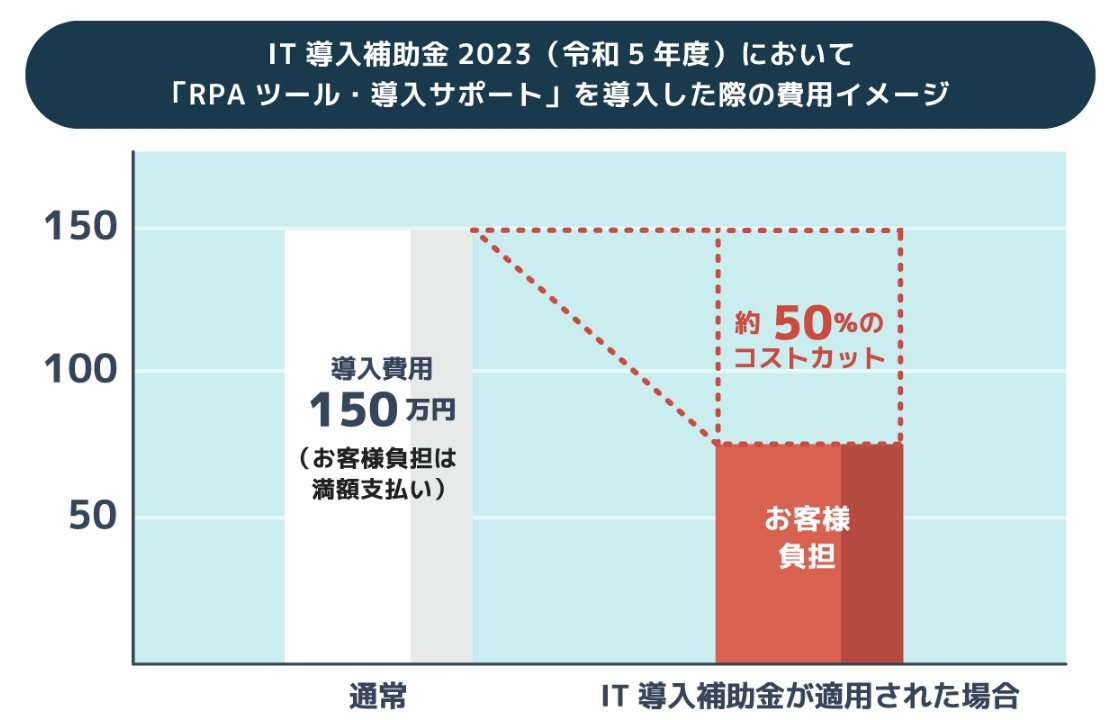 IT 導入補助金 2023（令和 5 年度）において
「RPA ツール・導入サポート」を導入した際の費用イメージ
150
100
50
導入費用
150 万円
（お客様負担は
満額支払い）
約 50%の
コストカット
お客様
負担
通常
IT 導入補助金が適用された場合